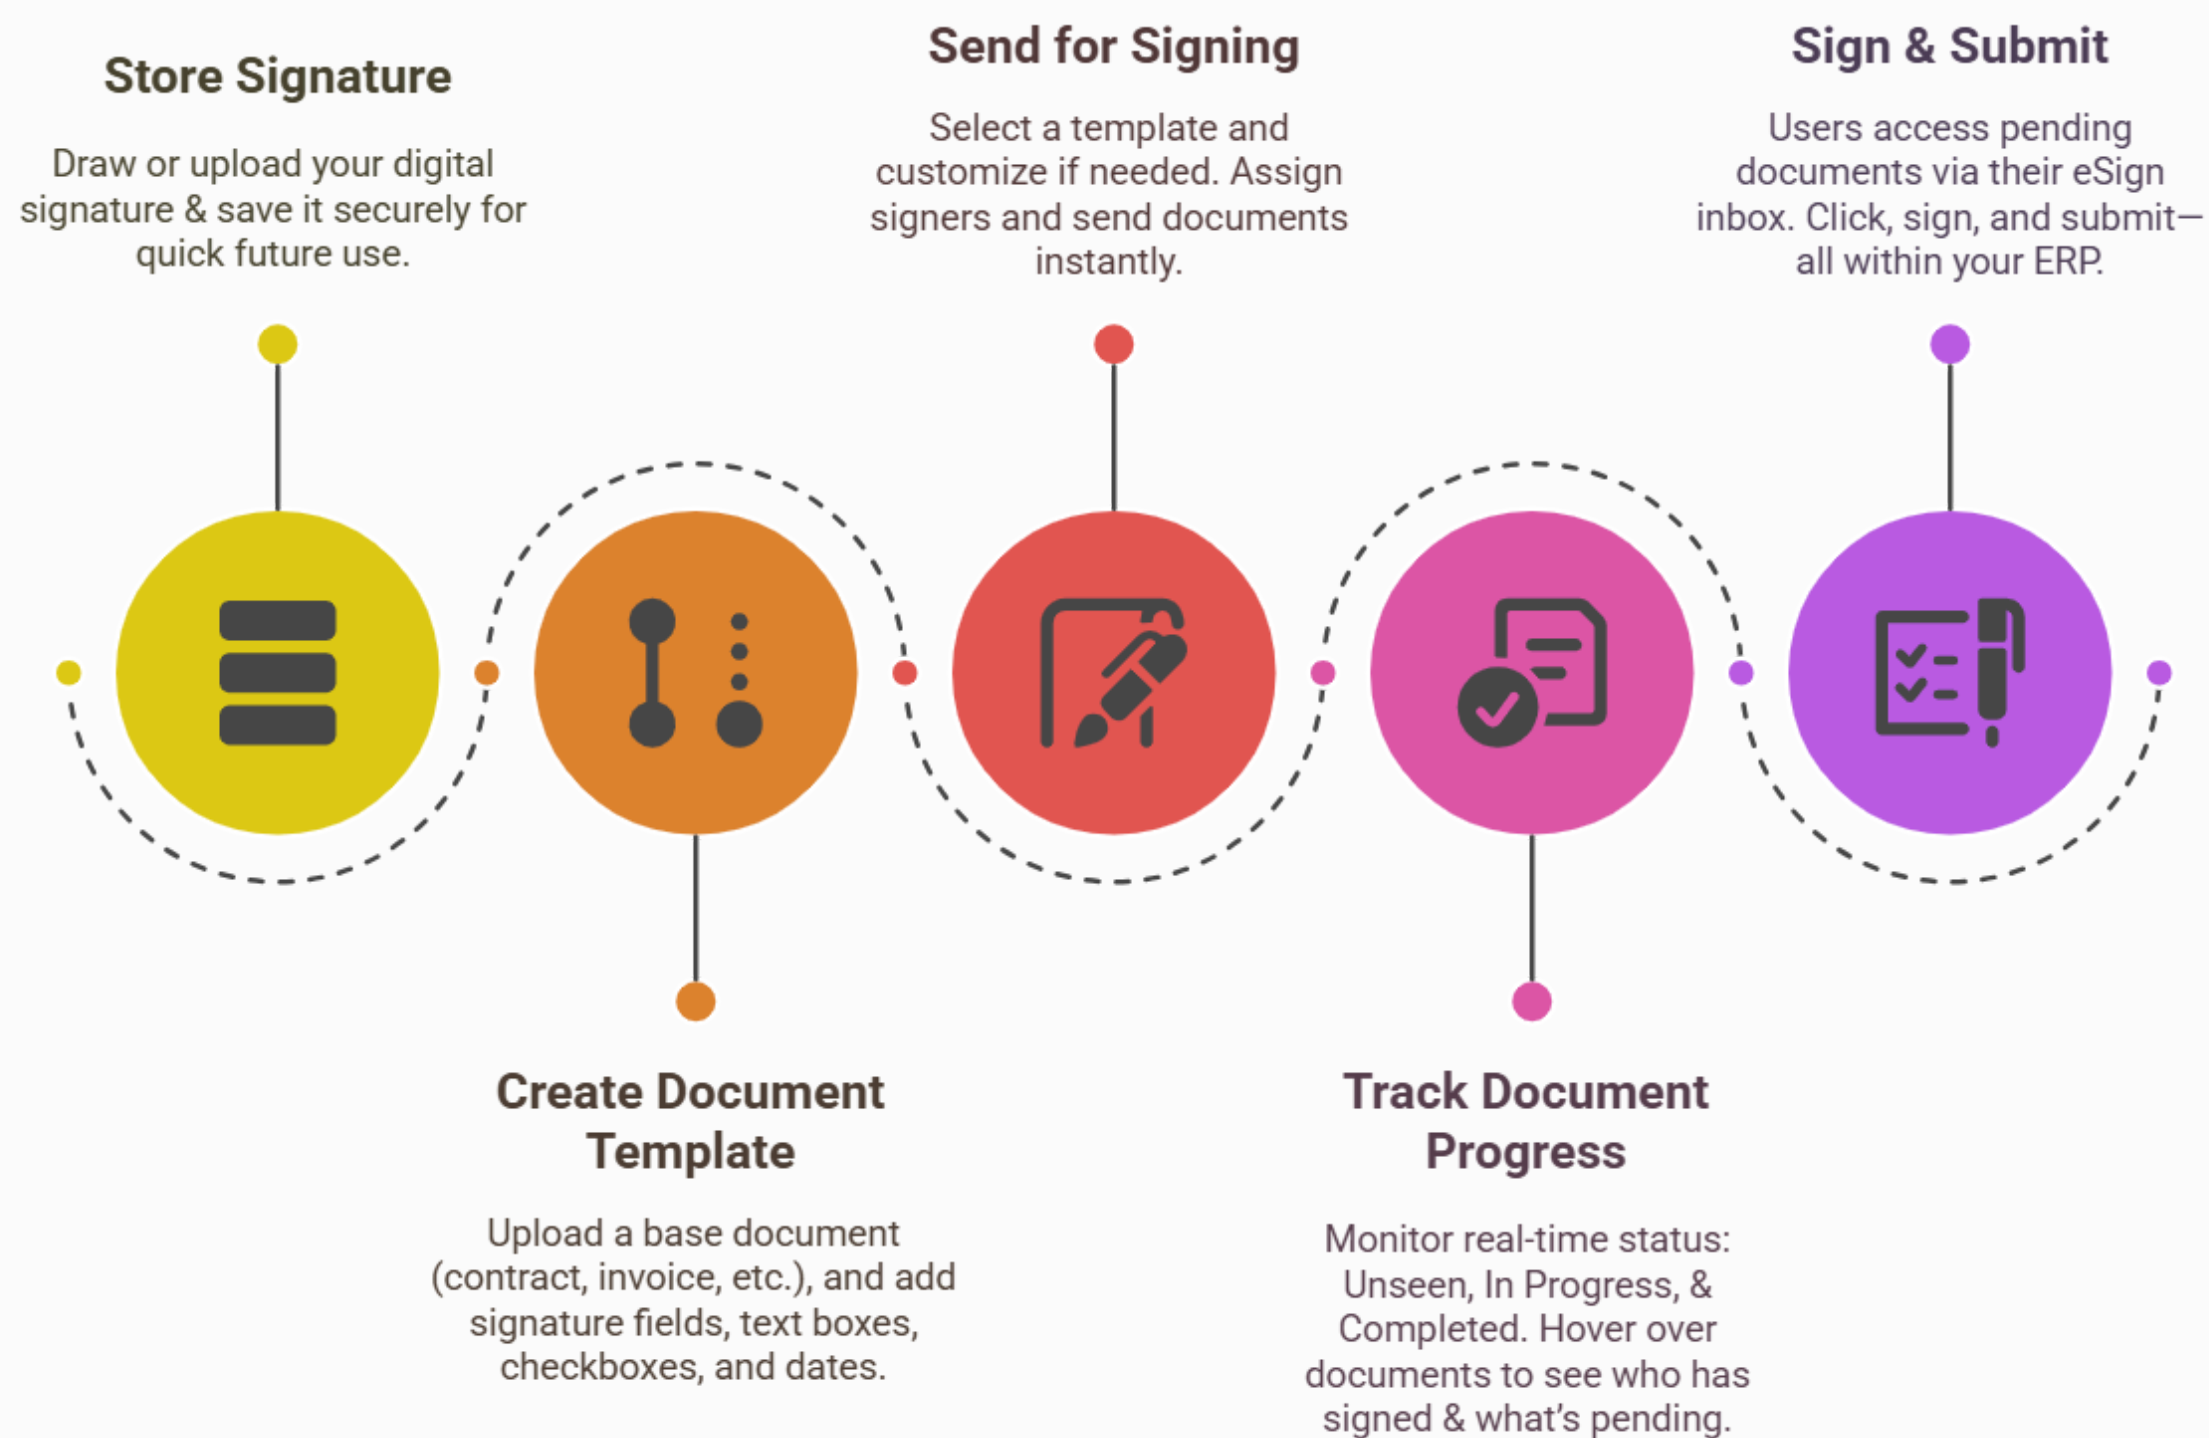 Store Signature
Draw or upload your digital
signature & save it securely for
quick future use.
Create Document
Template
Upload a base document
(contract, invoice, etc.), and add
signature fields, text boxes,
checkboxes, and dates.
Send for Signing
Select a template and
customize if needed. Assign
signers and send documents
instantly.
Track Document
Progress
Monitor real-time status:
Unseen, In Progress, &
Completed. Hover over
documents to see who has
signed & what’s pending.
Sign & Submit
Users access pending
documents via their eSign
inbox. Click, sign, and submit—
all within your ERP.